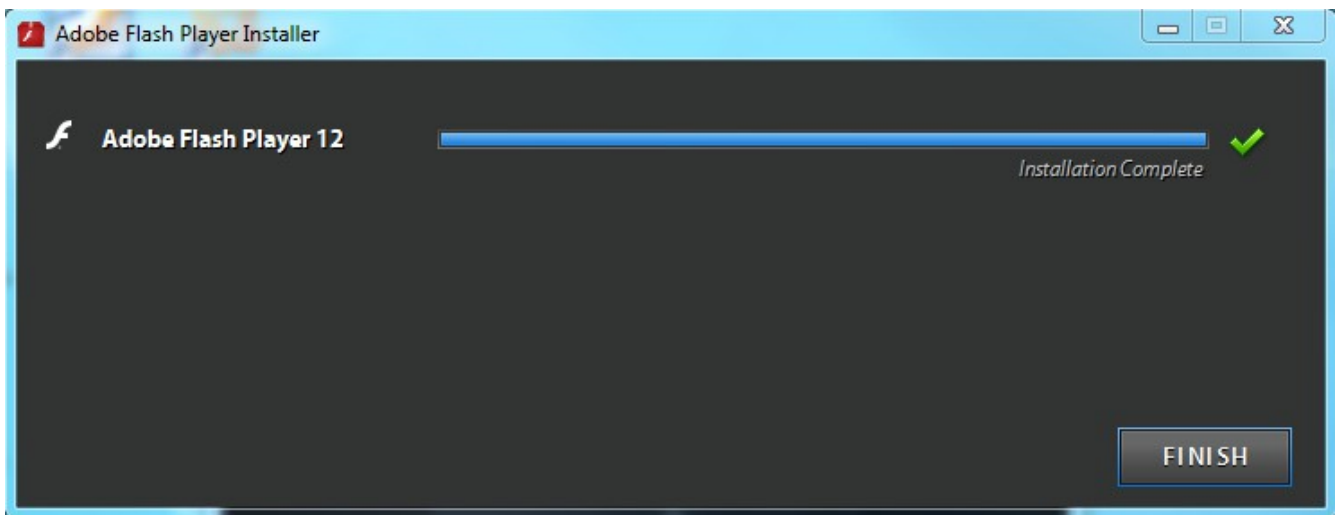 Adobe Flash Player Installer
Adobe Flash Player 12
Installation Complete
FINISH